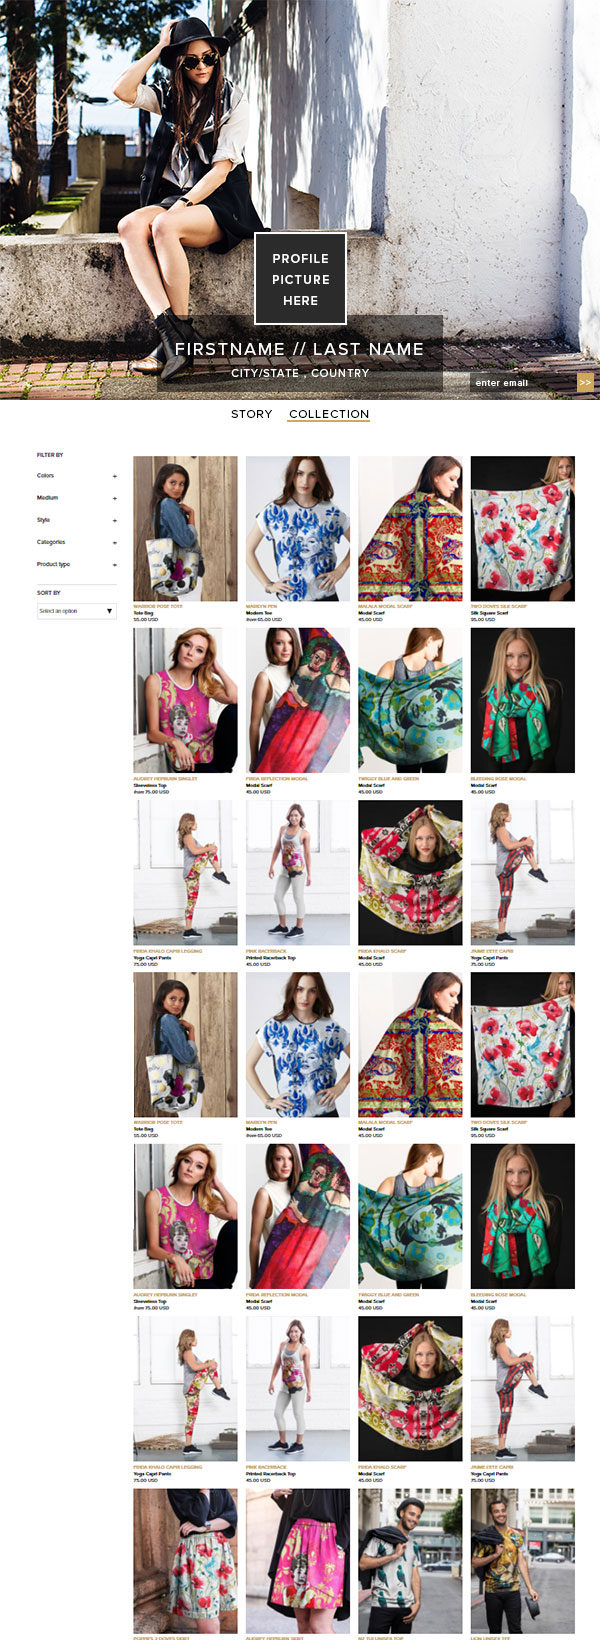 PROFILE
PICTURE
HERE
FIRSTNAME // LAST NAME
CITY/STATE , COUNTRY
enter email
>>
STORY COLLECTION
FILTER BY
Colors +
Medium +
Style +
Categories +
Product type +
SORT BY
Select an option ▼
WARRIOR POSE TOTE
Tote Bag
55.00 USD
MARILYN PEN
Modern Tee
from 65.00 USD
MALALA MODAL SCARF
Modal Scarf
45.00 USD
TWO DOVES SILK SCARF
Silk Square Scarf
95.00 USD
AUDREY HEPBURN SINGLET
Sleeveless Top
from 75.00 USD
FRIDA REFLECTION MODAL
Modal Scarf
45.00 USD
TWIGGY BLUE AND GREEN
Modal Scarf
45.00 USD
BLEEDING ROSE MODAL
Modal Scarf
45.00 USD
FRIDA KHALO CAPRI LEGGING
Yoga Capri Pants
75.00 USD
PINK RACERBACK
Printed Racerback Top
45.00 USD
FRIDA KHALO SCARF
Modal Scarf
45.00 USD
Yoga Capri Pants
75.00 USD
WARRIOR POSE TOTE
Tote Bag
55.00 USD
MARILYN PEN
Modern Tee
from 65.00 USD
MALALA MODAL SCARF
Modal Scarf
45.00 USD
TWO DOVES SILK SCARF
Silk Square Scarf
95.00 USD
AUDREY HEPBURN SINGLET
Sleeveless Top
from 75.00 USD
FRIDA REFLECTION MODAL
Modal Scarf
45.00 USD
TWIGGY BLUE AND GREEN
Modal Scarf
45.00 USD
BLEEDING ROSE MODAL
Modal Scarf
45.00 USD
FRIDA KHALO CAPRI LEGGING
Yoga Capri Pants
75.00 USD
PINK RACERBACK
Printed Racerback Top
45.00 USD
FRIDA KHALO SCARF
Modal Scarf
45.00 USD
Yoga Capri Pants
75.00 USD